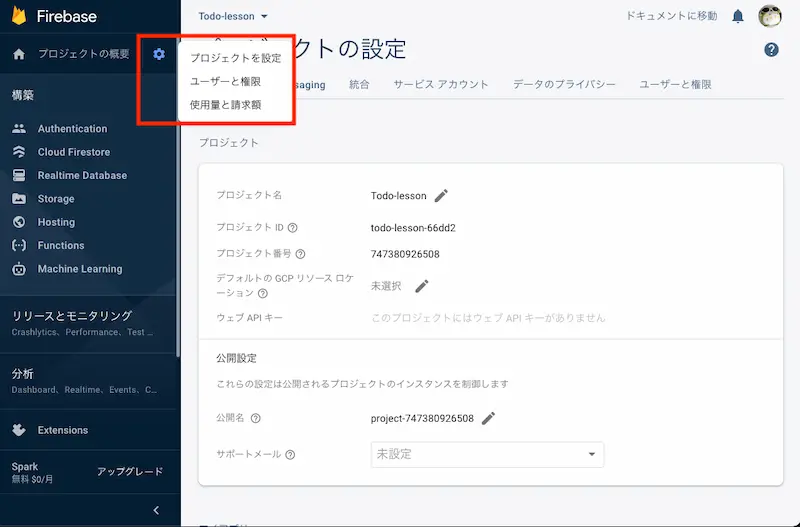 Firebase
プロジェクトの概要
構築
Authentication
Cloud Firestore
Realtime Database
Storage
Hosting
Functions
Machine Learning
リリースとモニタリング
Crashlytics、Performance、Test ...
分析
Dashboard、Realtime、Events、C...
Extensions
Spark
無料 $0/月
アップグレード
Todo-lesson
ドキュメントに移動
プロジェクトを設定
ユーザーと権限
使用量と請求額
クトの設定
saging
統合
サービス アカウント
データのプライバシー
ユーザーと権限
プロジェクト
プロジェクト名
Todo-lesson
プロジェクト ID
todo-lesson-66dd2
プロジェクト番号
747380926508
デフォルトの GCP リソース ロケ
ーション
未選択
ウェブ API キー
このプロジェクトにはウェブ API キーがありません
公開設定
これらの設定は公開されるプロジェクトのインスタンスを制御します
公開名
project-747380926508
サポートメール
未設定